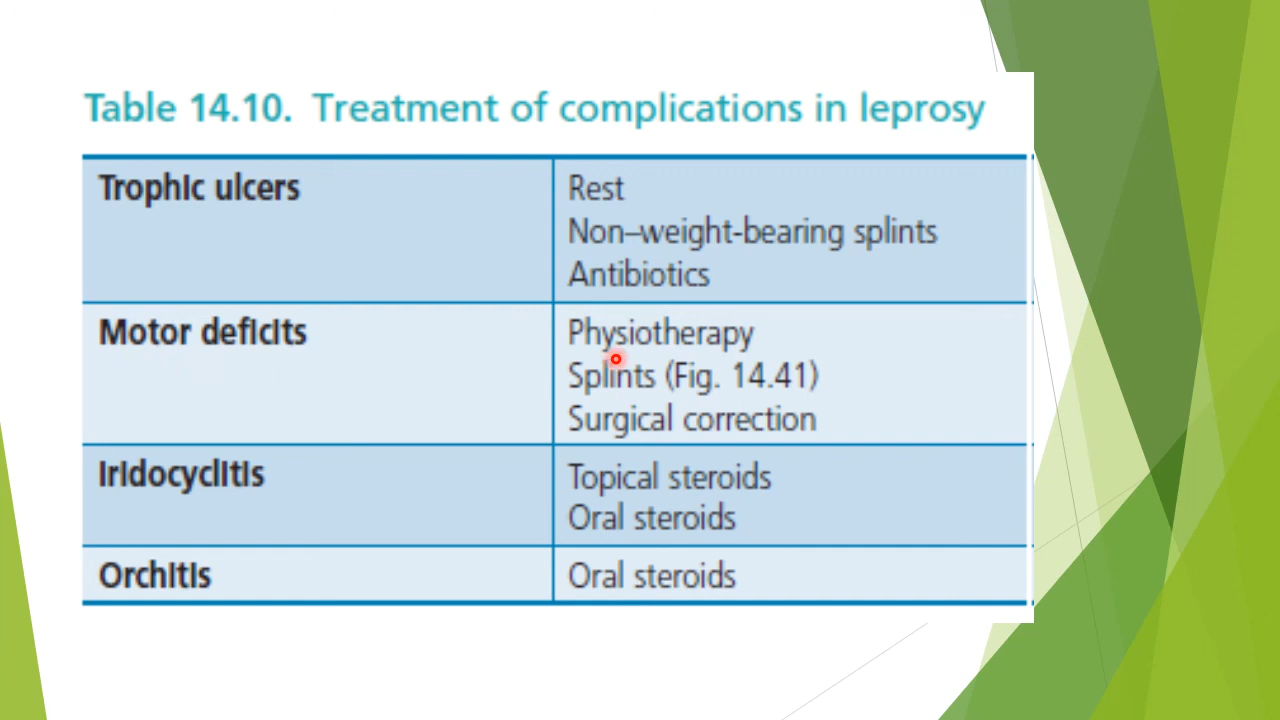 Table 14.10. Treatment of complications in leprosy
Trophic ulcers
Rest
Non–weight-bearing splints
Antibiotics
Motor deficits
Physiotherapy
Splints (Fig. 14.41)
Surgical correction
Iridocyclitis
Topical steroids
Oral steroids
Orchitis
Oral steroids